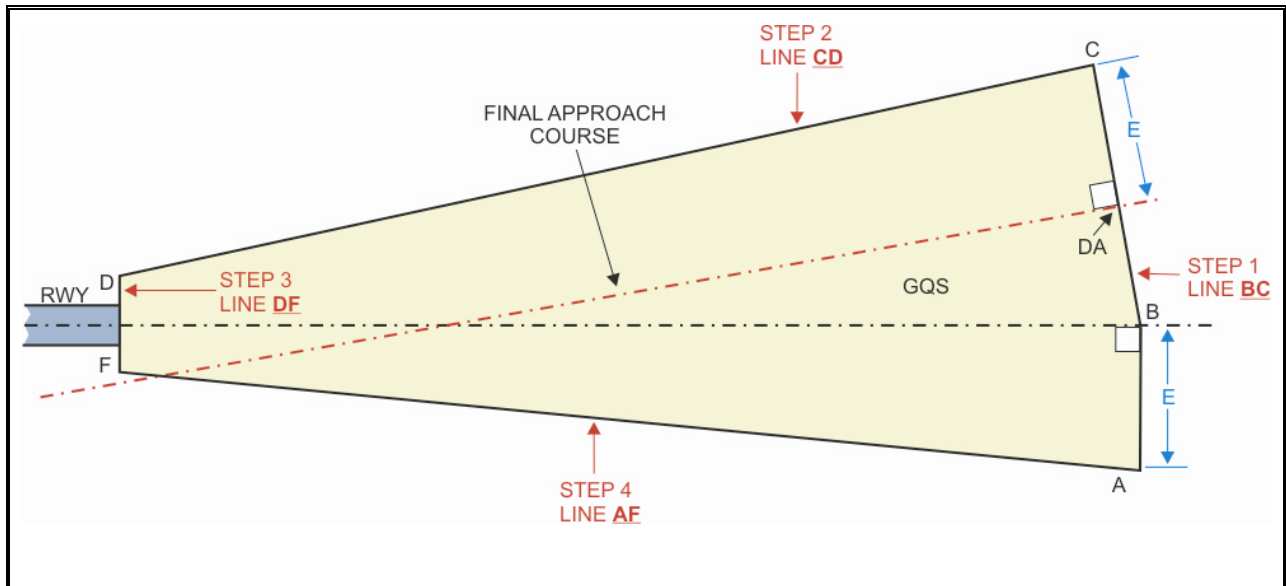 STEP 2
LINE CD
C
FINAL APPROACH
COURSE
E
DA
D
STEP 3
LINE DF
RWY
STEP 1
LINE BC
GQS
B
F
E
A
STEP 4
LINE AF